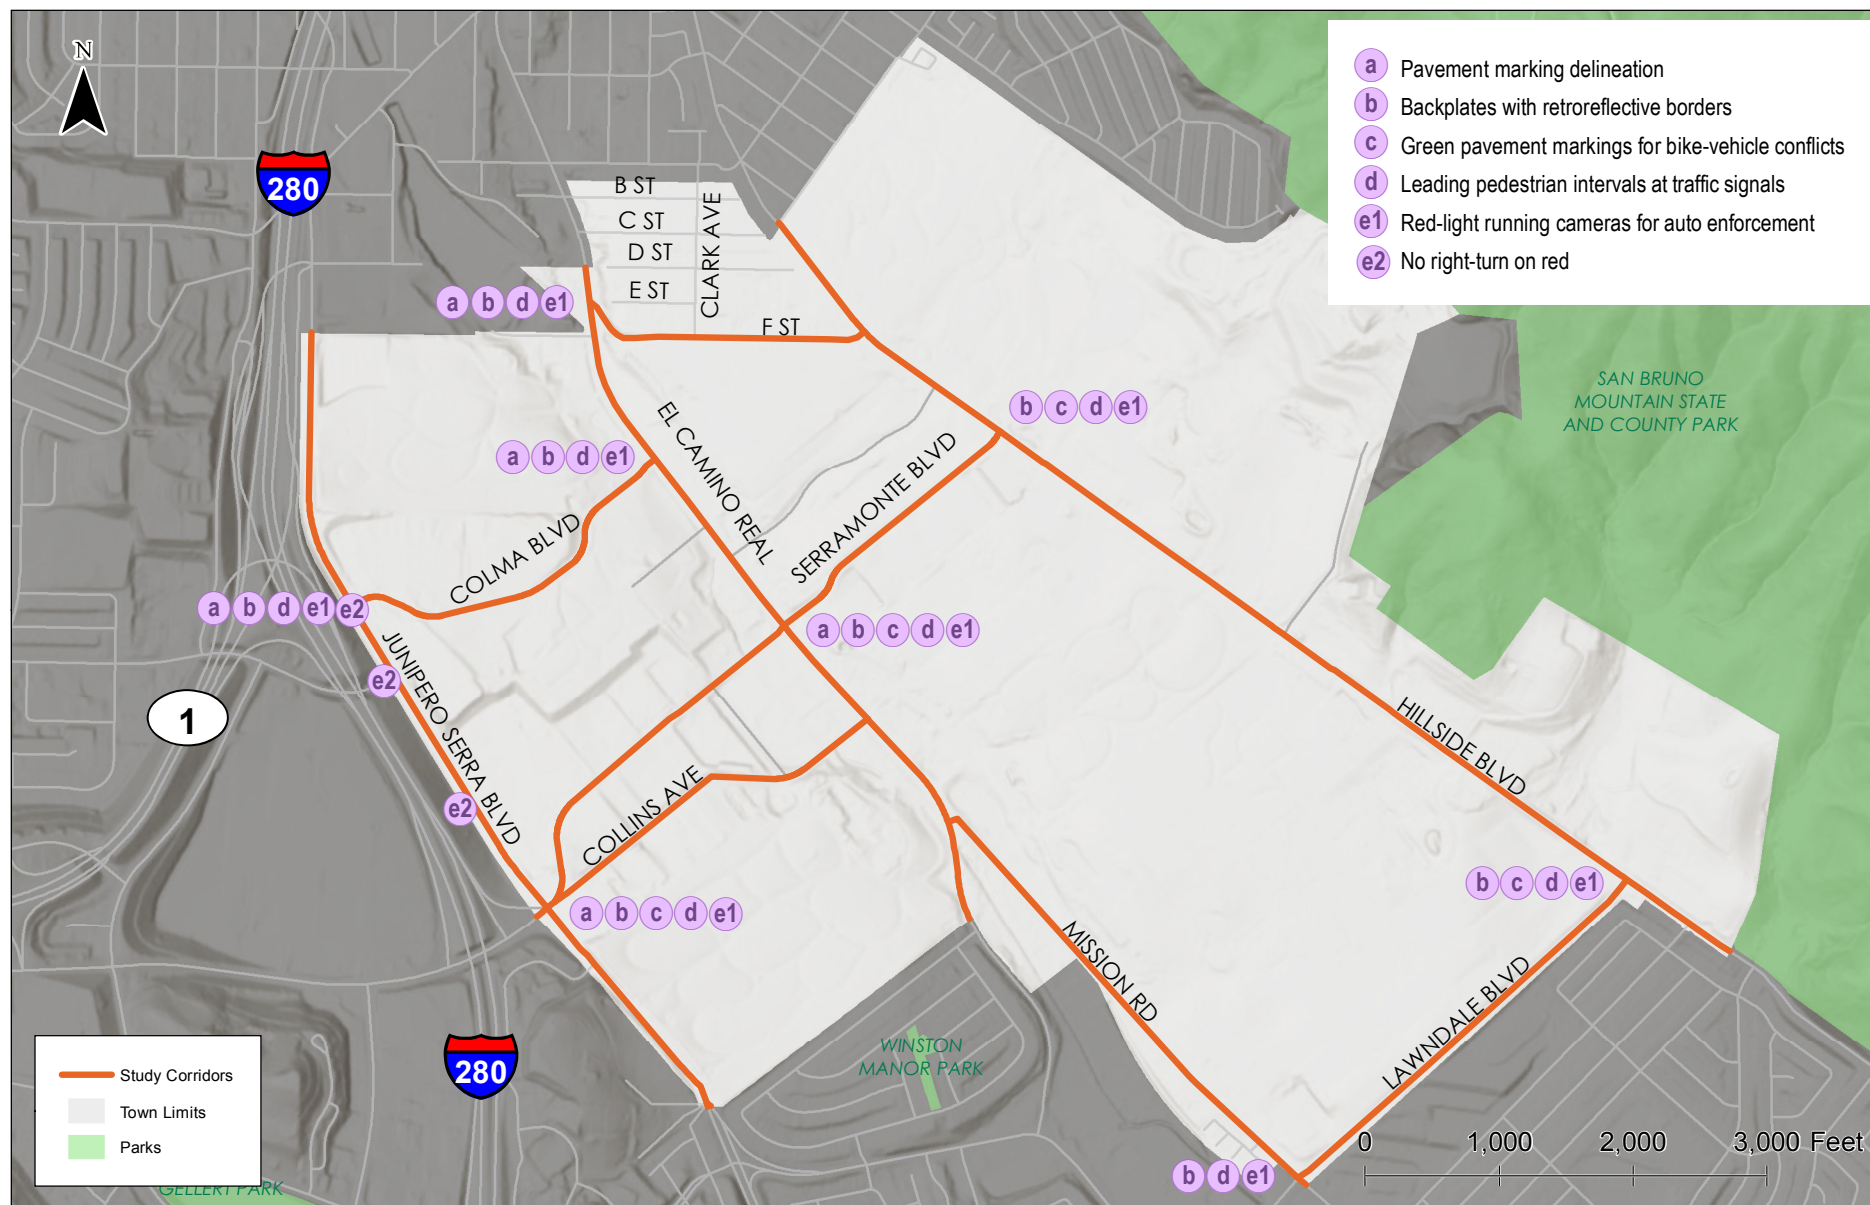 N
a Pavement marking delineation
b Backplates with retroreflective borders
c Green pavement markings for bike-vehicle conflicts
d Leading pedestrian intervals at traffic signals
e1 Red-light running cameras for auto enforcement
e2 No right-turn on red
280
B ST
C ST
D ST
E ST
CLARK AVE
F ST
a b d e1
SAN BRUNO
MOUNTAIN STATE
AND COUNTY PARK
b c d e1
a b d e1
EL CAMINO REAL
SERRAMONTE BLVD
COLMA BLVD
a b d e1 e2
a b c d e1
JUNIPERO SERRA BLVD
e2
1
HILLSIDE BLVD
e2
COLLINS AVE
b c d e1
a b c d e1
MISSION RD
LAWNDALE BLVD
WINSTON
MANOR PARK
280
Study Corridors
Town Limits
Parks
GELLERT PARK
b d e1
0 1,000 2,000 3,000 Feet